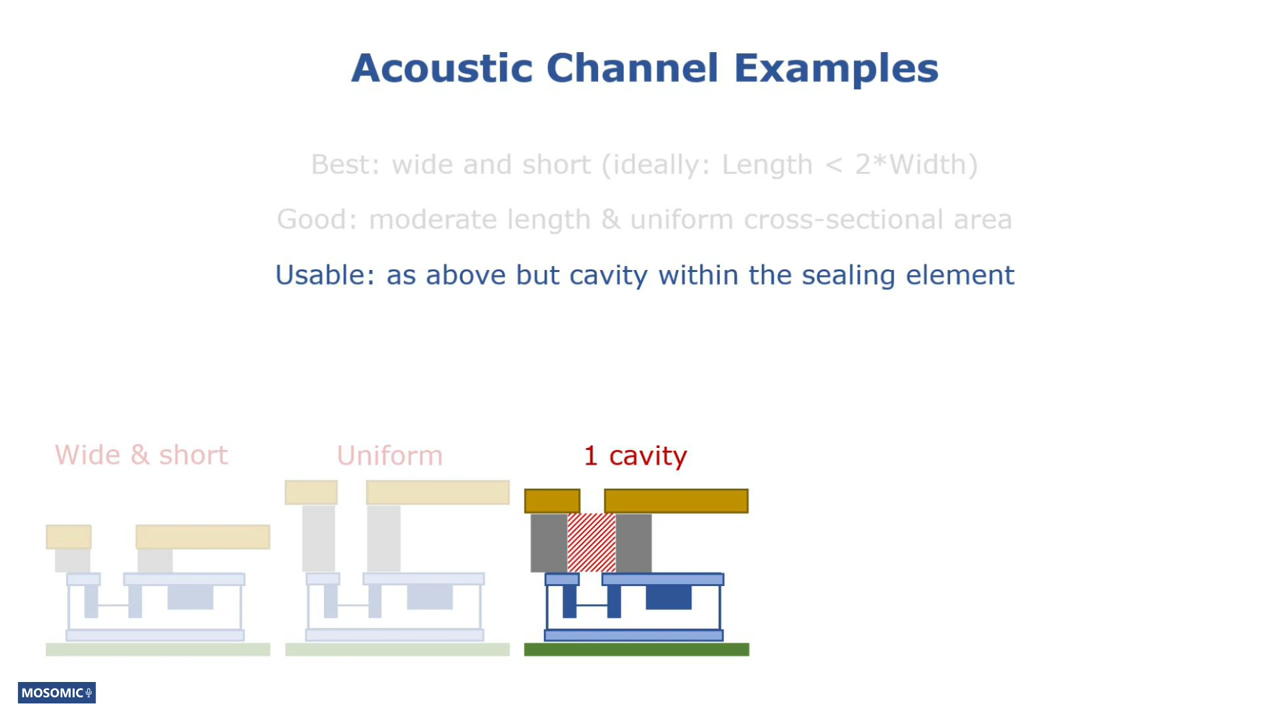 Acoustic Channel Examples
Best: wide and short (ideally: Length < 2*Width)
Good: moderate length & uniform cross-sectional area
Usable: as above but cavity within the sealing element
Wide & short
Uniform
1 cavity
MOSOMIC